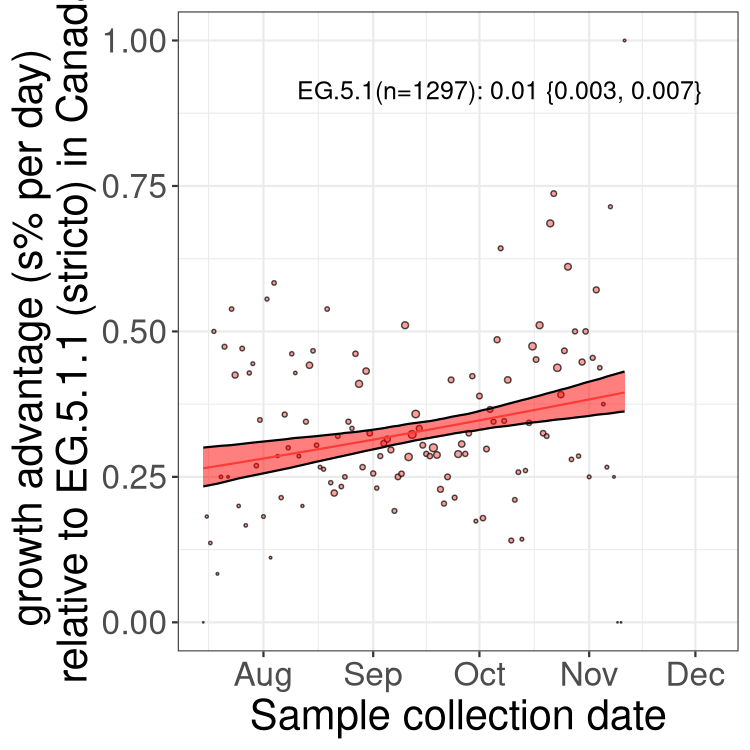 growth advantage (s% per day)
relative to EG.5.1.1 (stricto) in Canada
1.00
0.75
0.50
0.25
0.00
EG.5.1(n=1297): 0.01 {0.003, 0.007}
Aug Sep Oct Nov Dec
Sample collection date